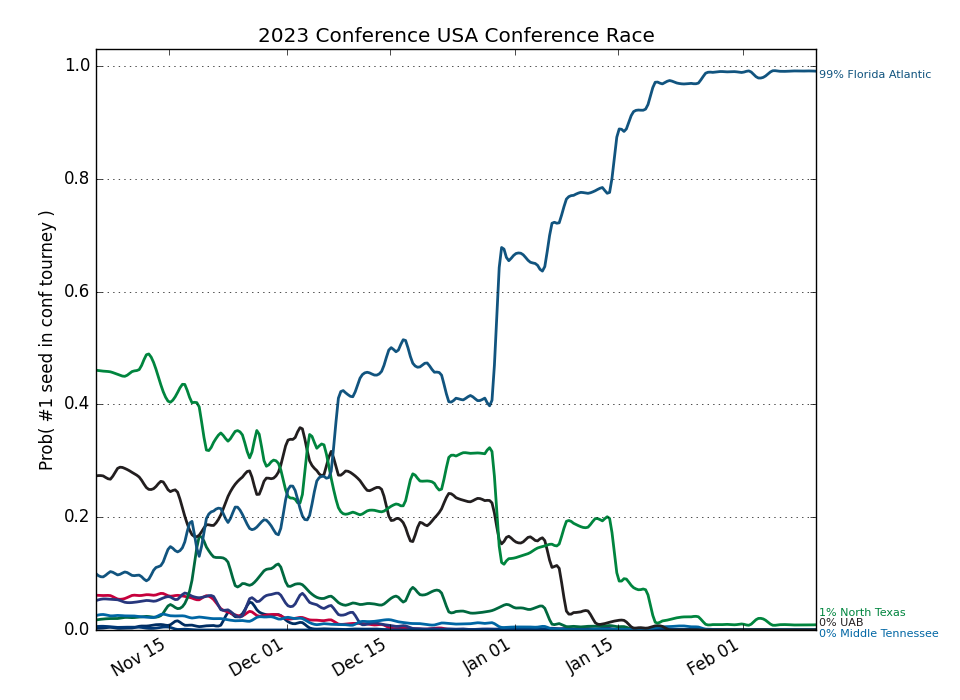 2023 Conference USA Conference Race
Prob( #1 seed in conf tourney )
1.0
0.8
0.6
0.4
0.2
0.0
99% Florida Atlantic
1% North Texas
0% UAB
0% Middle Tennessee
Nov 15
Dec 01
Dec 15
Jan 01
Jan 15
Feb 01